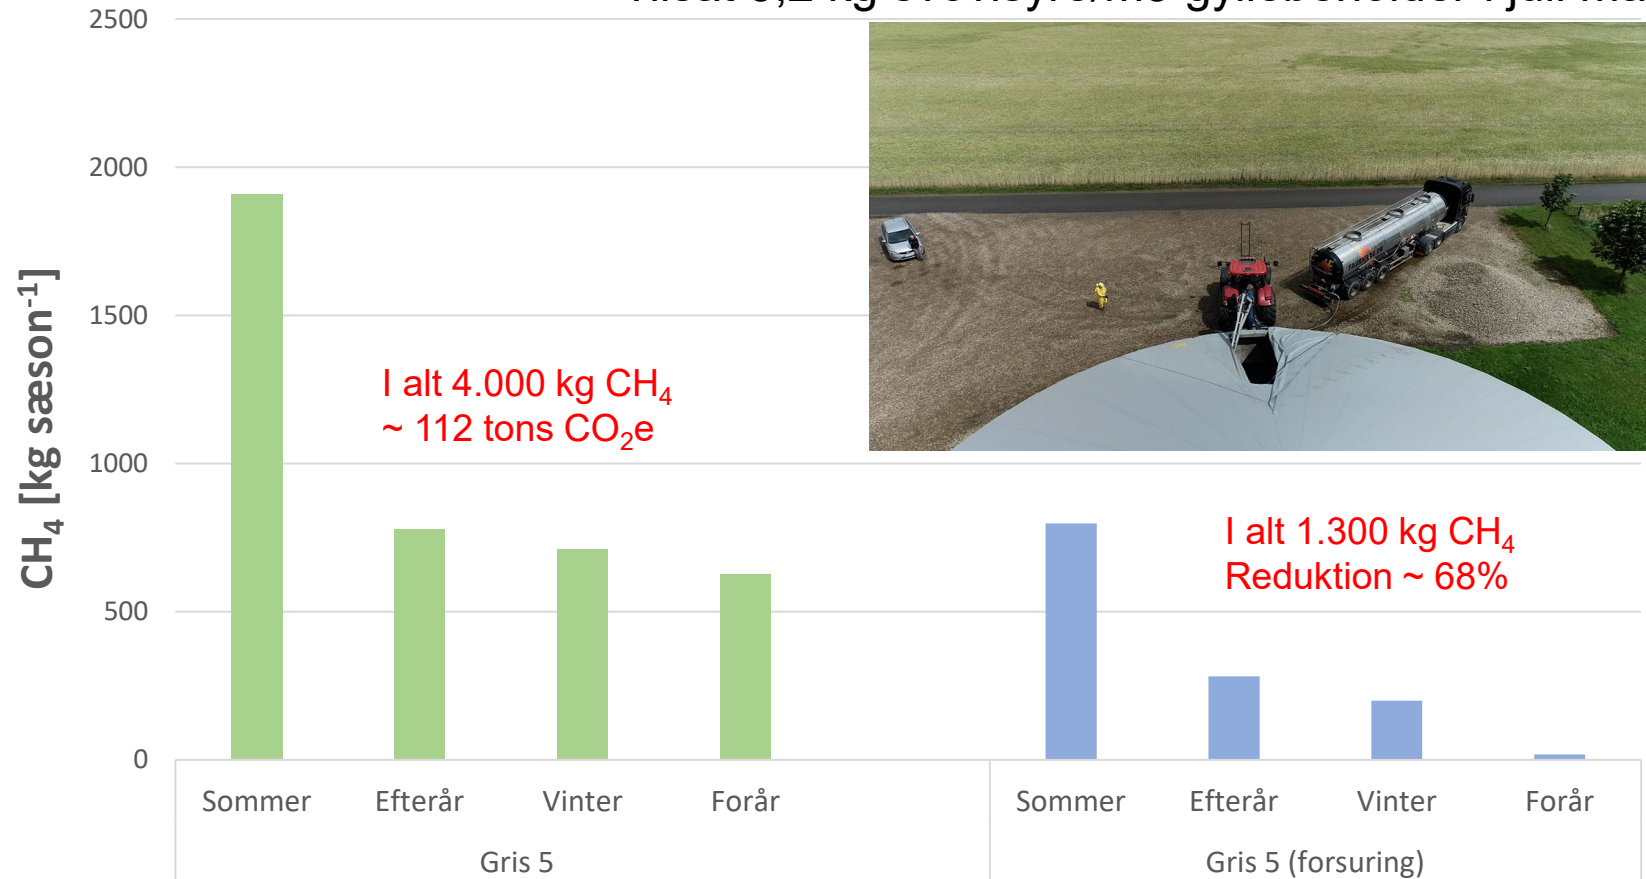 2500
2000
1500
1000
500
0
CH₄ [kg sæson⁻¹]
I alt 4.000 kg CH₄
~ 112 tons CO₂e
I alt 1.300 kg CH₄
Reduktion ~ 68%
Sommer Efterår Vinter Forår Sommer Efterår Vinter Forår
Gris 5 Gris 5 (forsuring)